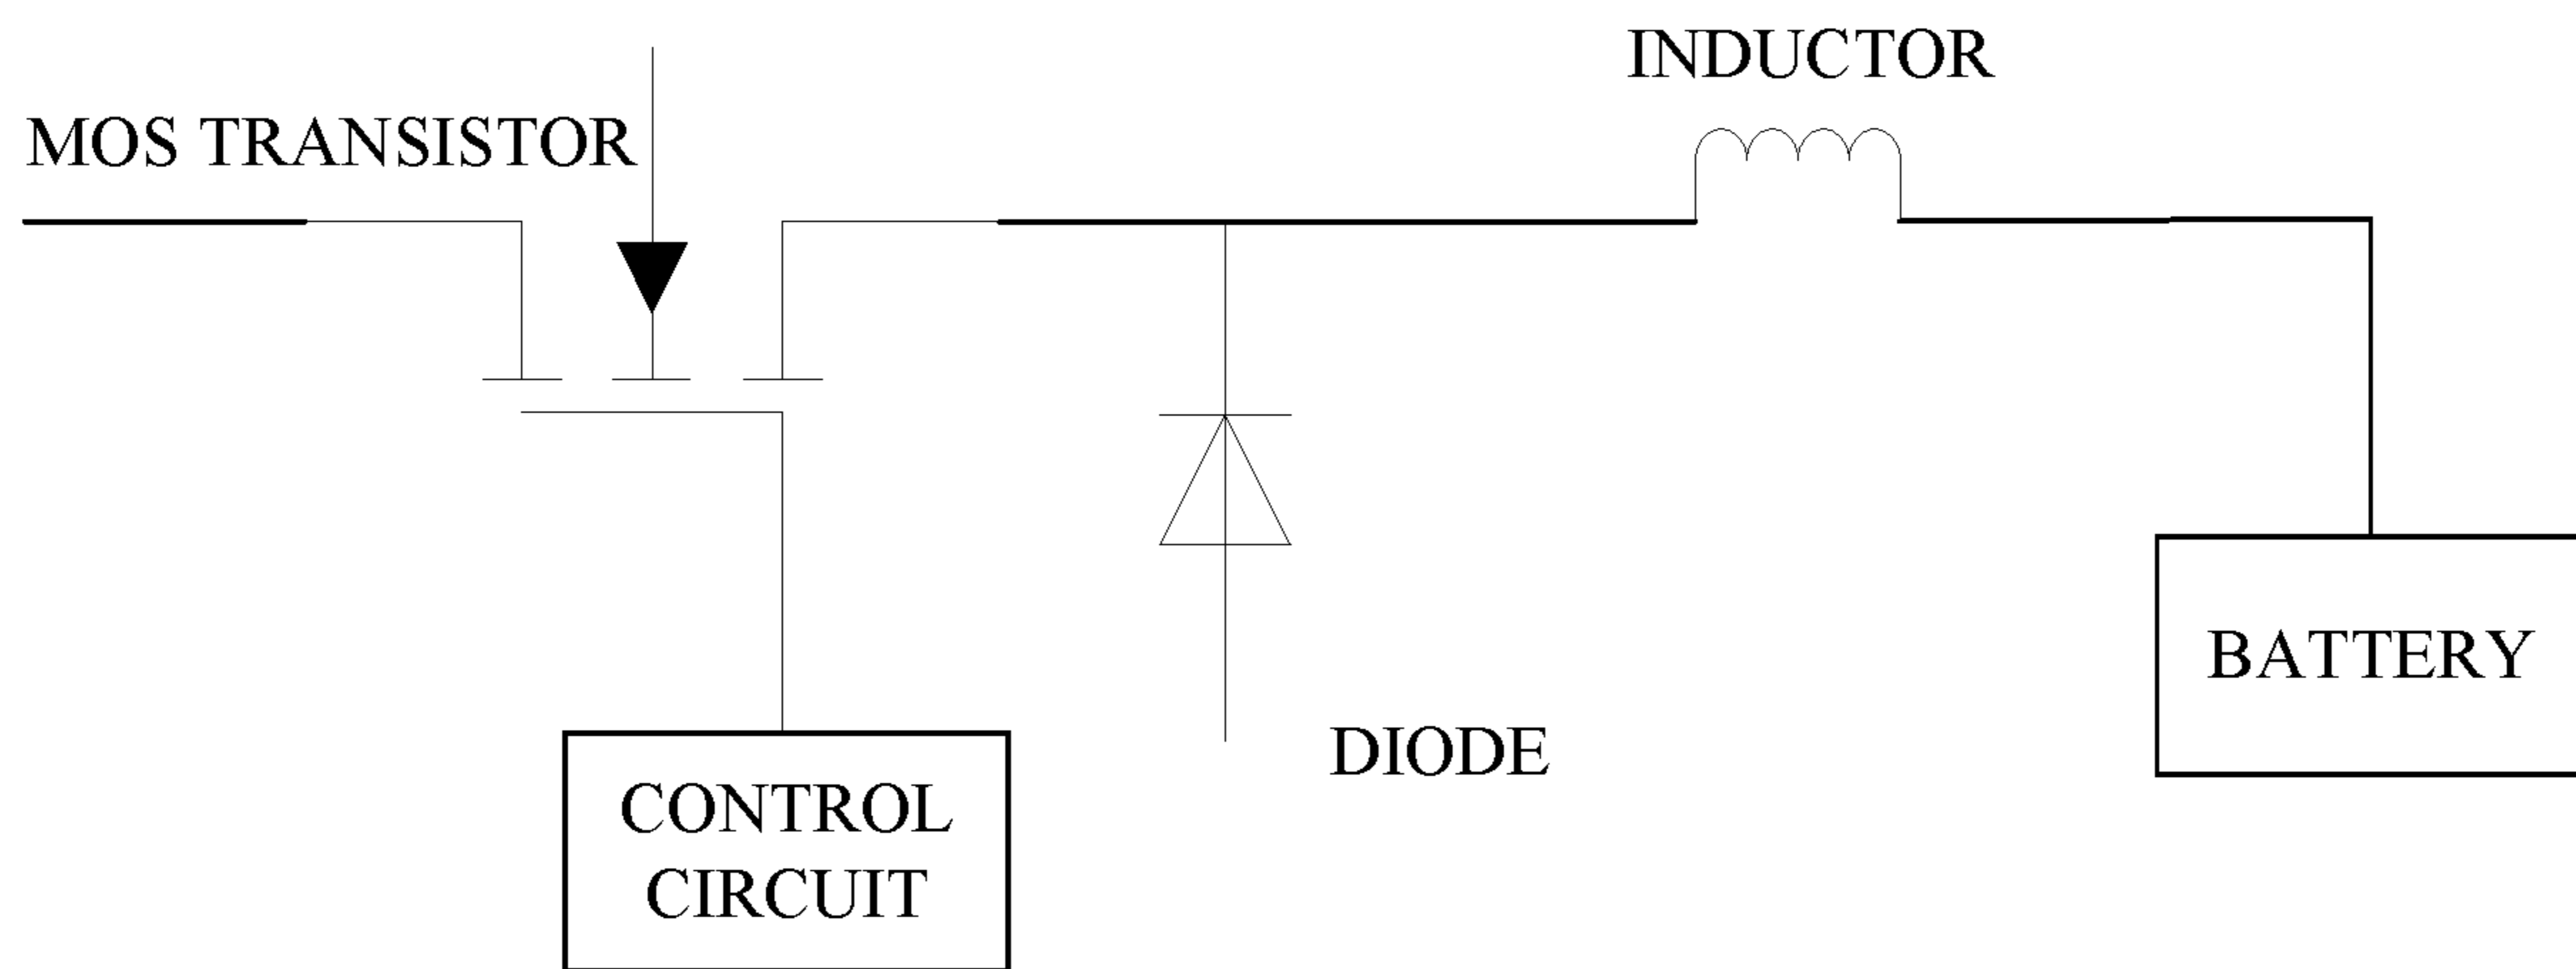 INDUCTOR
MOS TRANSISTOR
BATTERY
DIODE
CONTROL
CIRCUIT